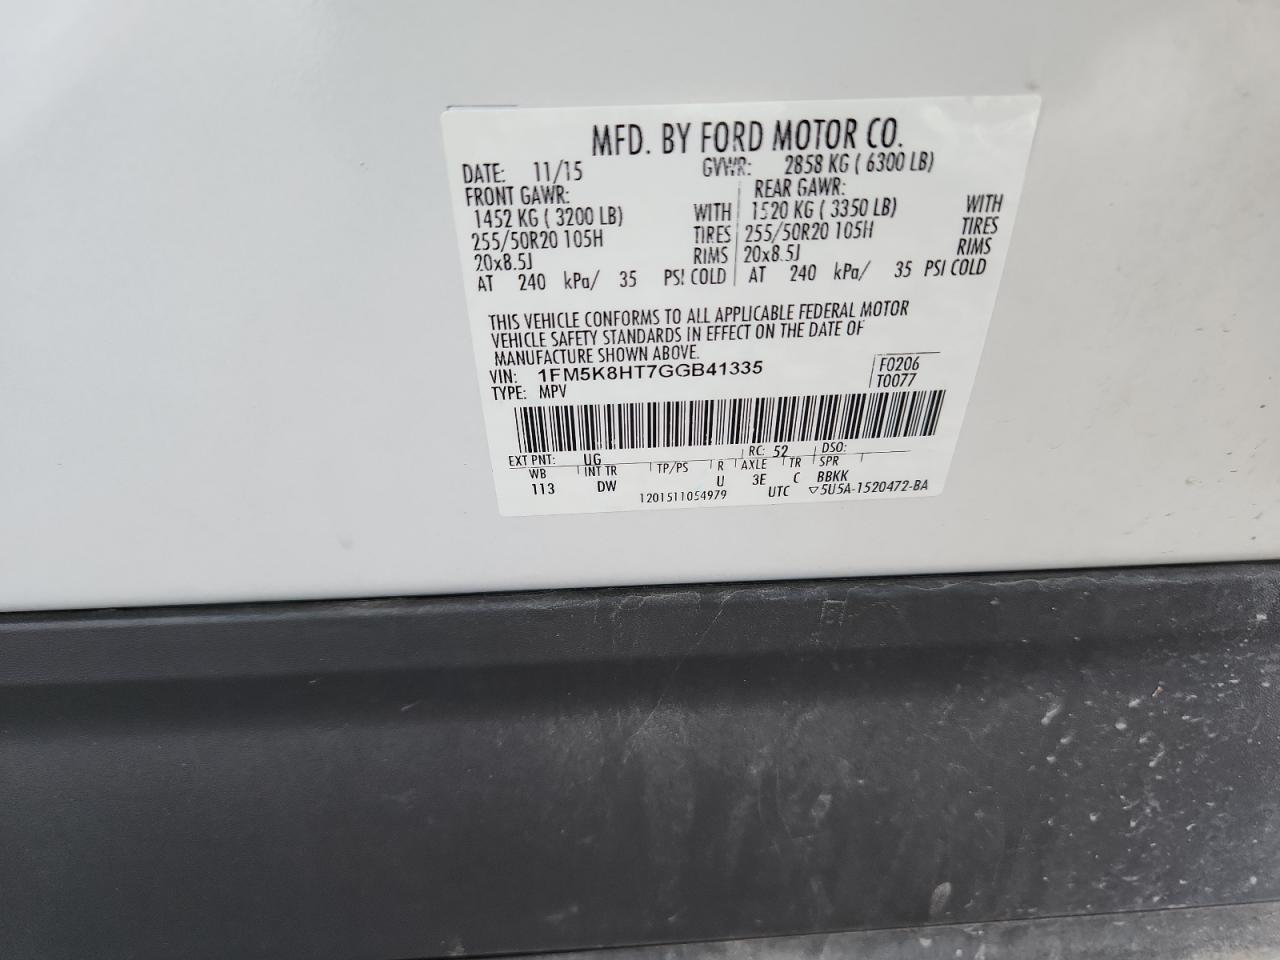 MFD. BY FORD MOTOR CO.
DATE: 11/15 GVWR: 2858 KG ( 6300 LB)
FRONT GAWR: REAR GAWR:
1452 KG ( 3200 LB) WITH 1520 KG ( 3350 LB) WITH
255/50R20 105H TIRES 255/50R20 105H TIRES
20x8.5J RIMS 20x8.5J RIMS
AT 240 kPa/ 35 PSI COLD AT 240 kPa/ 35 PSI COLD
THIS VEHICLE CONFORMS TO ALL APPLICABLE FEDERAL MOTOR
VEHICLE SAFETY STANDARDS IN EFFECT ON THE DATE OF
MANUFACTURE SHOWN ABOVE.
VIN: 1FM5K8HT7GGB41335 F0206
TYPE: MPV T0077
EXT PNT: UG RC: 52 DSO:
WB INT TR TP/PS R AXLE TR SPR
113 DW U 3E C BBKK
1201511054979 UTC ▽5U5A-1520472-BA